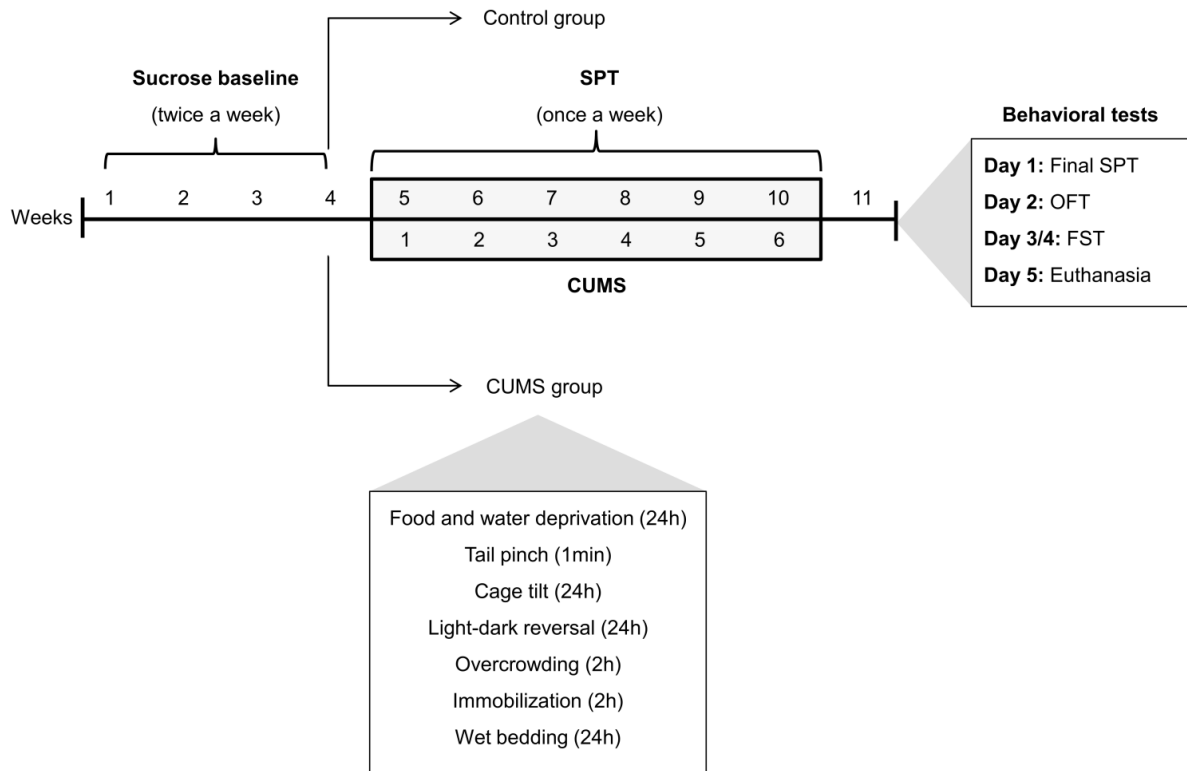 Control group
Sucrose baseline
(twice a week)
SPT
(once a week)
Behavioral tests
Day 1: Final SPT
Day 2: OFT
Day 3/4: FST
Day 5: Euthanasia
Weeks
1 2 3 4 5 6 7 8 9 10 11
1 2 3 4 5 6
CUMS
CUMS group
Food and water deprivation (24h)
Tail pinch (1min)
Cage tilt (24h)
Light-dark reversal (24h)
Overcrowding (2h)
Immobilization (2h)
Wet bedding (24h)